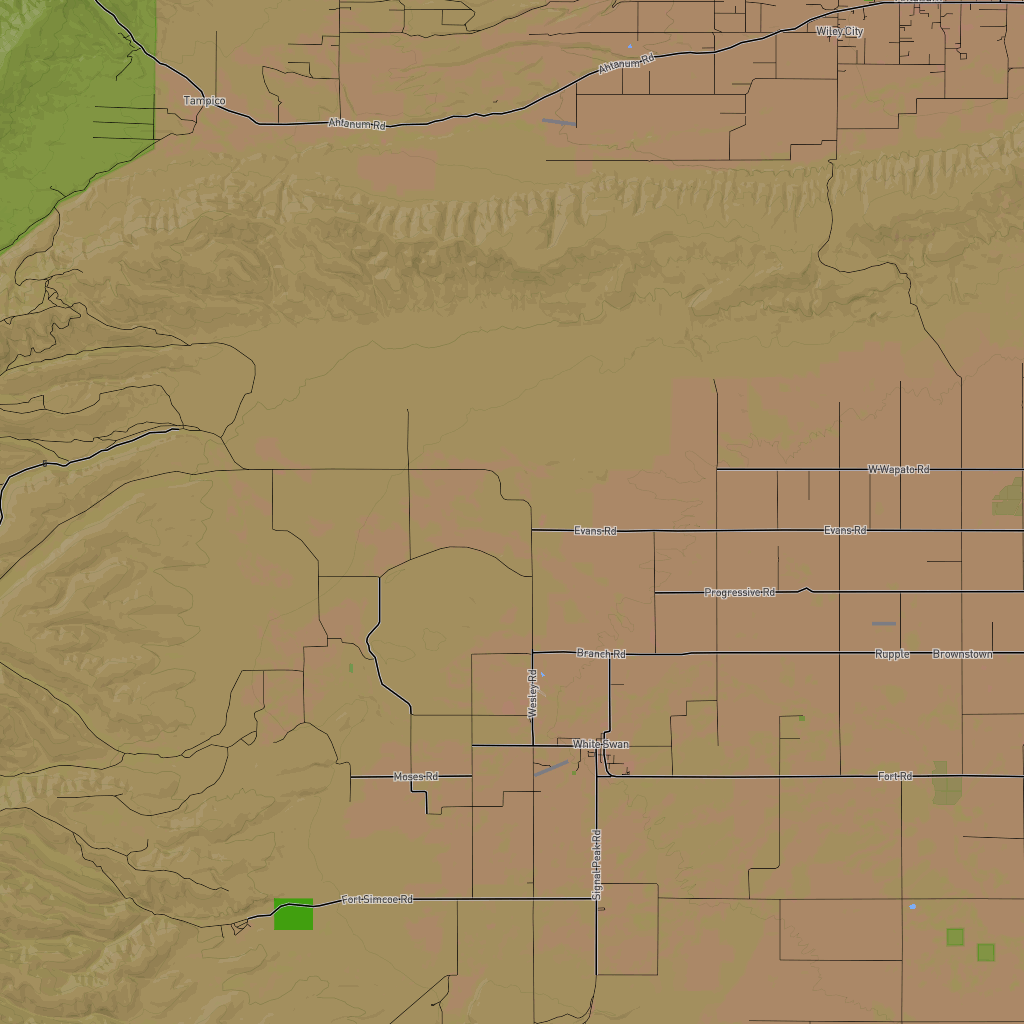 Wiley City
Ahtanum Rd
Tampico
Ahtanum Rd
W Wapato Rd
Evans Rd
Evans Rd
Progressive Rd
Branch Rd
Rupple
Brownstown
Wesley Rd
White Swan
Moses Rd
Fort Rd
Signal Peak Rd
Fort Simcoe Rd